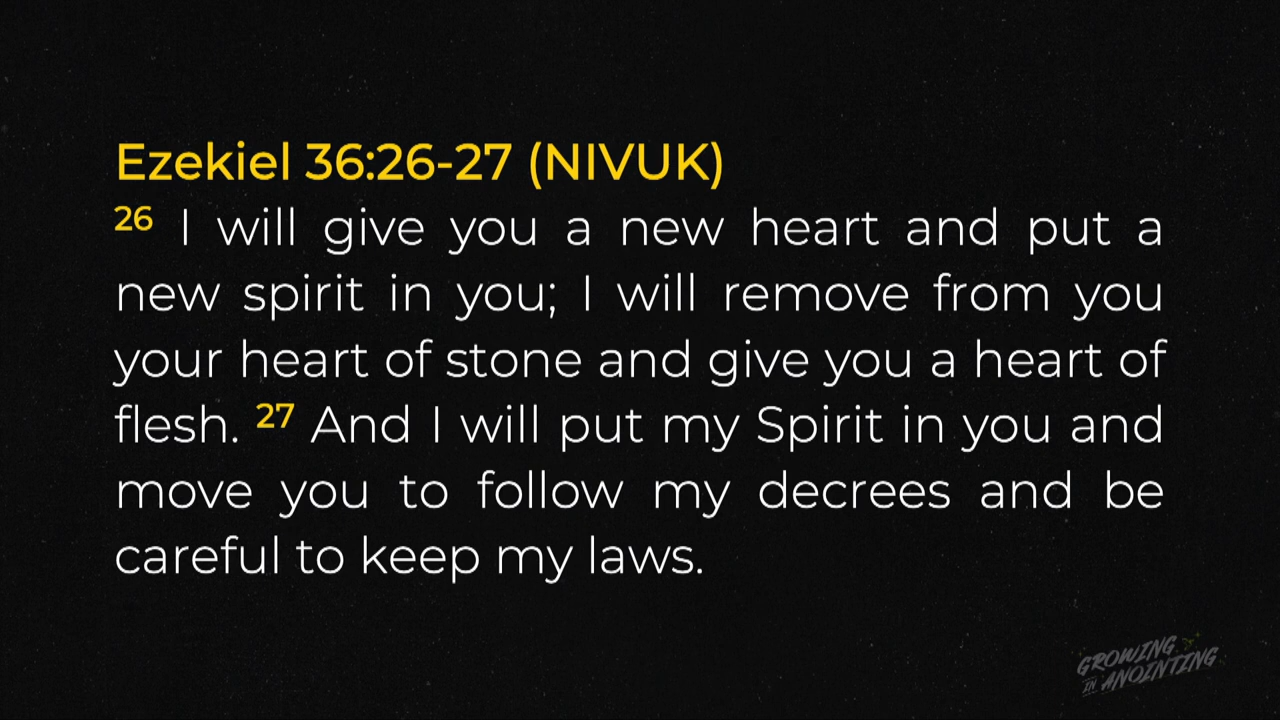 Ezekiel 36:26-27 (NIVUK)
26 I will give you a new heart and put a
new spirit in you; I will remove from you
your heart of stone and give you a heart of
flesh. 27 And I will put my Spirit in you and
move you to follow my decrees and be
careful to keep my laws.
GROWING
IN ANOINTING